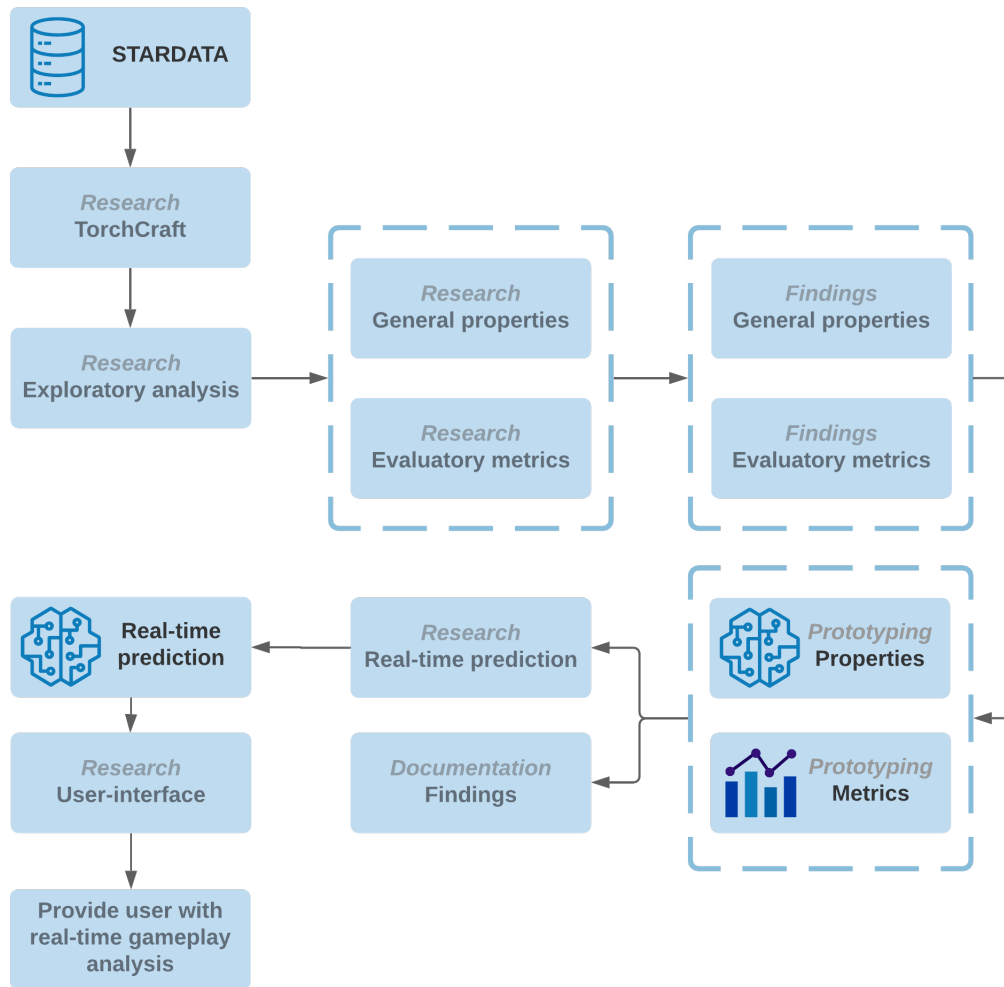 STARDATA
Research
TorchCraft
Research
Exploratory analysis
Research
General properties
Research
Evaluatory metrics
Findings
General properties
Findings
Evaluatory metrics
Prototyping
Properties
Prototyping
Metrics
Research
Real-time prediction
Documentation
Findings
Real-time
prediction
Research
User-interface
Provide user with
real-time gameplay
analysis